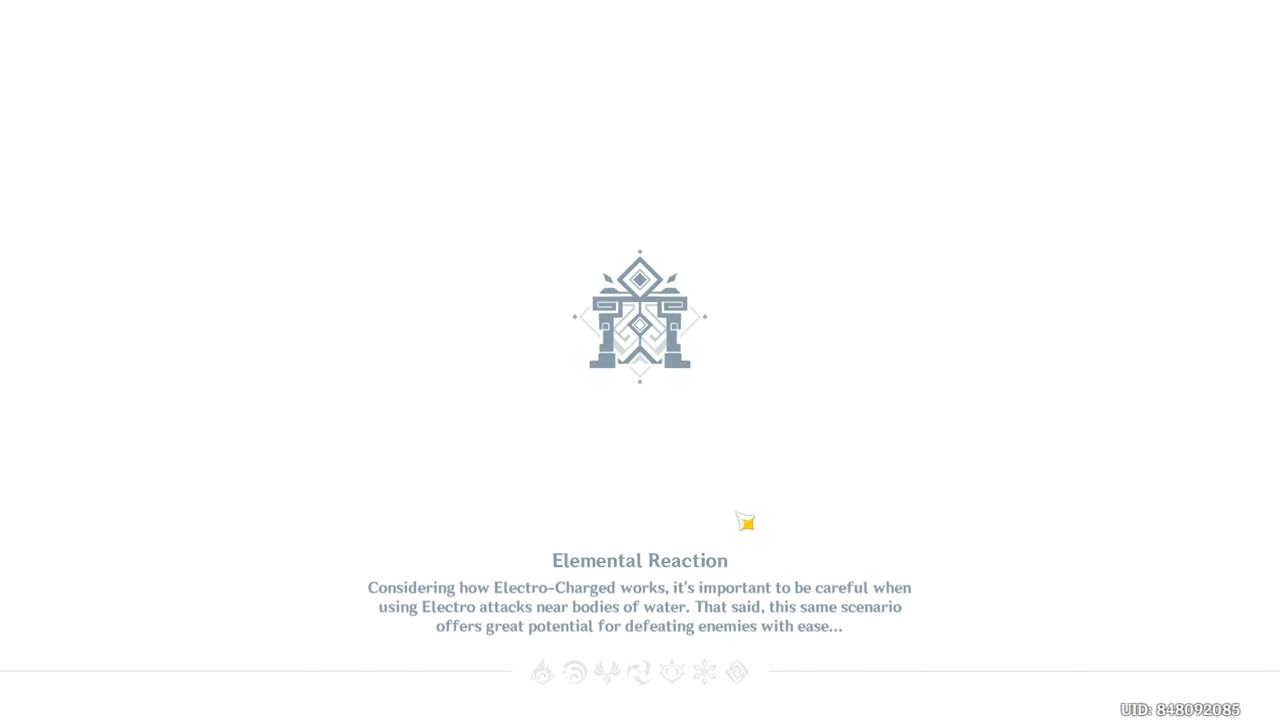 Elemental Reaction
Considering how Electro-Charged works, it's important to be careful when
using Electro attacks near bodies of water. That said, this same scenario
offers great potential for defeating enemies with ease...
UID: 848092085